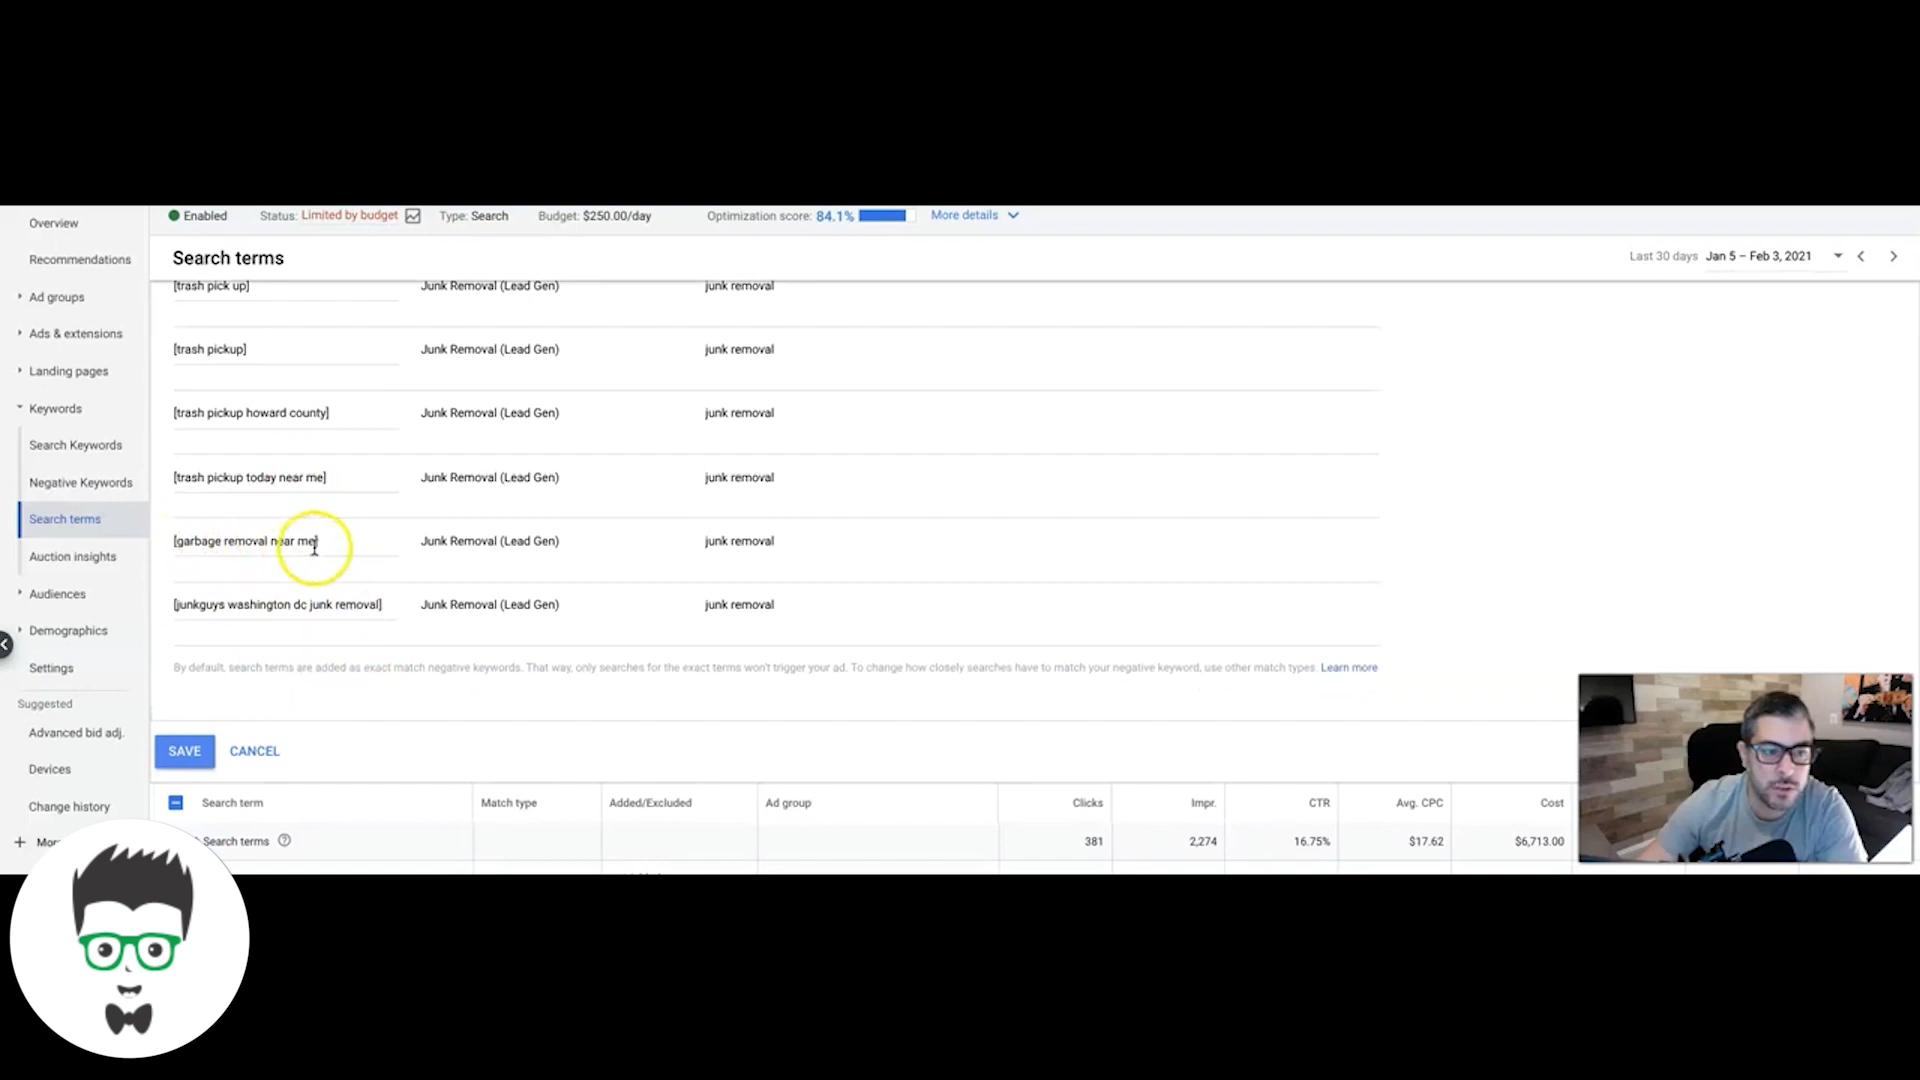 Overview
Enabled Status: Limited by budget Type: Search Budget: $250.00/day Optimization score: 84.1% More details
Recommendations
Search terms Last 30 days Jan 5 – Feb 3, 2021
Ad groups
[trash pick up] Junk Removal (Lead Gen) junk removal
Ads & extensions
[trash pickup] Junk Removal (Lead Gen) junk removal
Landing pages
Keywords
[trash pickup howard county] Junk Removal (Lead Gen) junk removal
Search Keywords
Negative Keywords
[trash pickup today near me] Junk Removal (Lead Gen) junk removal
Search terms
[garbage removal near me] Junk Removal (Lead Gen) junk removal
Auction insights
Audiences
[junkguys washington dc junk removal] Junk Removal (Lead Gen) junk removal
Demographics
Settings
By default, search terms are added as exact match negative keywords. That way, only searches for the exact terms won't trigger your ad. To change how closely searches have to match your negative keyword, use other match types. Learn more
Suggested
Advanced bid adj.
SAVE CANCEL
Devices
Change history
Search term Match type Added/Excluded Ad group Clicks Impr. CTR Avg. CPC Cost
Search terms 381 2,274 16.75% $17.62 $6,713.00